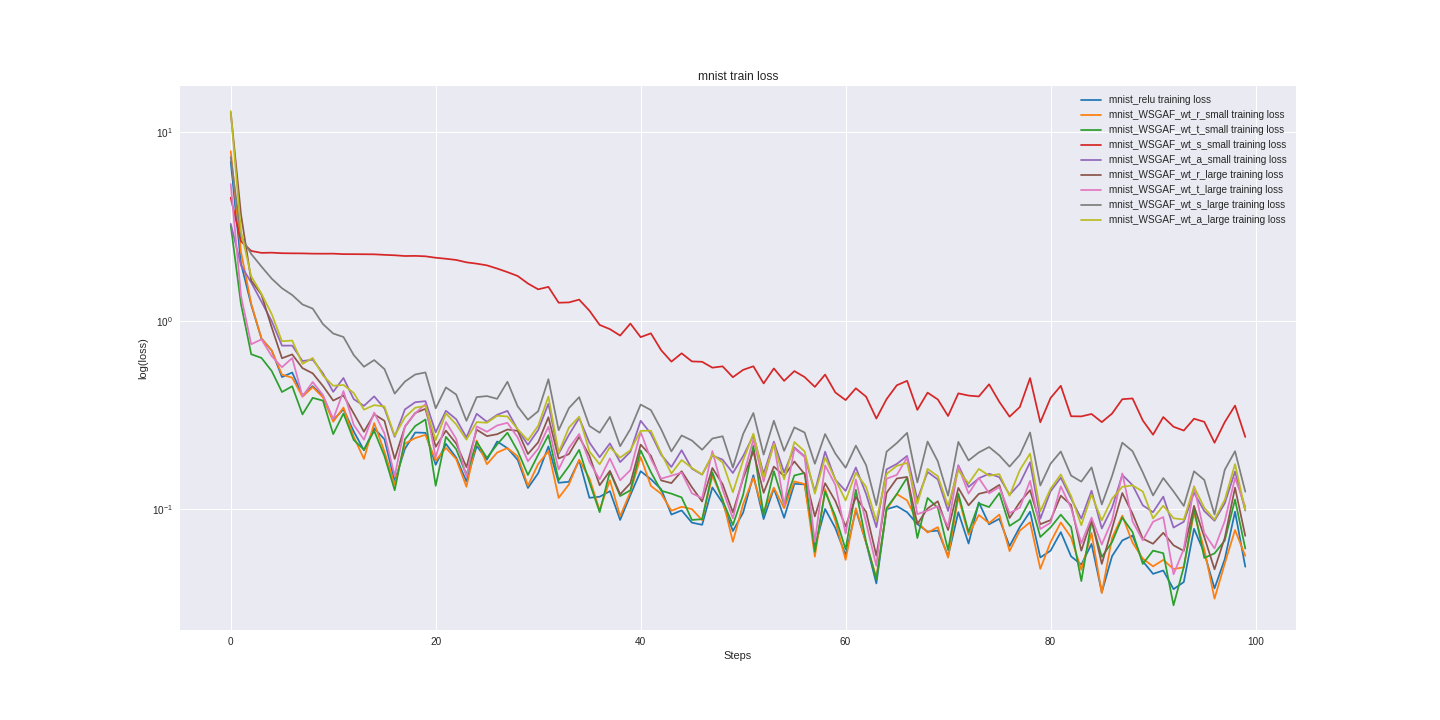 mnist train loss
mnist_relu training loss
mnist_WSGAF_wt_r_small training loss
mnist_WSGAF_wt_t_small training loss
mnist_WSGAF_wt_s_small training loss
mnist_WSGAF_wt_a_small training loss
mnist_WSGAF_wt_r_large training loss
mnist_WSGAF_wt_t_large training loss
mnist_WSGAF_wt_s_large training loss
mnist_WSGAF_wt_a_large training loss
log(loss)
10¹
10⁰
10⁻¹
0 20 40 60 80 100
Steps